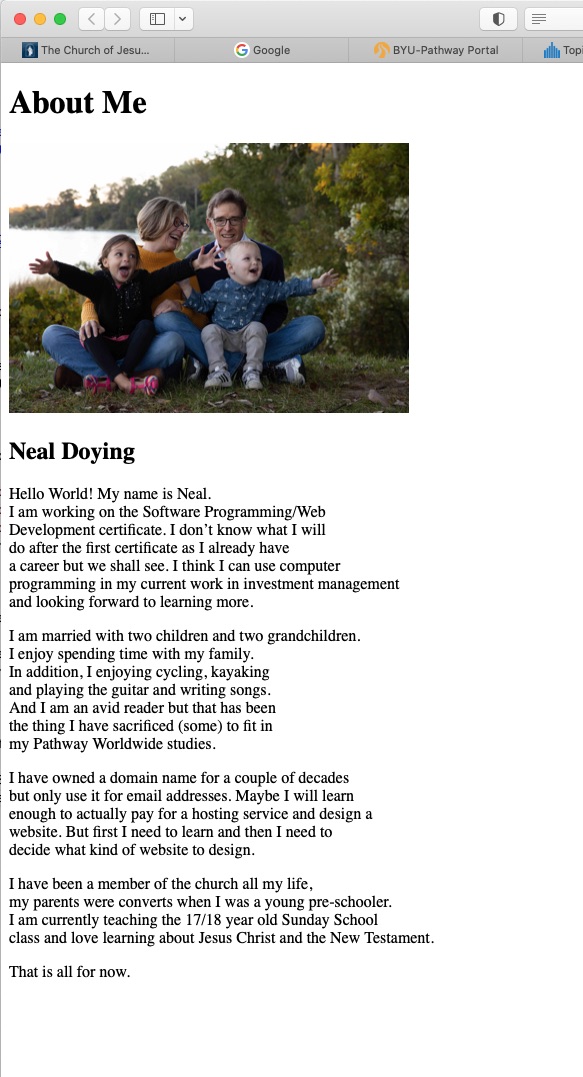 The Church of Jesu...
Google
BYU-Pathway Portal
Topi
About Me
Neal Doying
Hello World! My name is Neal.
I am working on the Software Programming/Web
Development certificate. I don’t know what I will
do after the first certificate as I already have
a career but we shall see. I think I can use computer
programming in my current work in investment management
and looking forward to learning more.
I am married with two children and two grandchildren.
I enjoy spending time with my family.
In addition, I enjoying cycling, kayaking
and playing the guitar and writing songs.
And I am an avid reader but that has been
the thing I have sacrificed (some) to fit in
my Pathway Worldwide studies.
I have owned a domain name for a couple of decades
but only use it for email addresses. Maybe I will learn
enough to actually pay for a hosting service and design a
website. But first I need to learn and then I need to
decide what kind of website to design.
I have been a member of the church all my life,
my parents were converts when I was a young pre-schooler.
I am currently teaching the 17/18 year old Sunday School
class and love learning about Jesus Christ and the New Testament.
That is all for now.